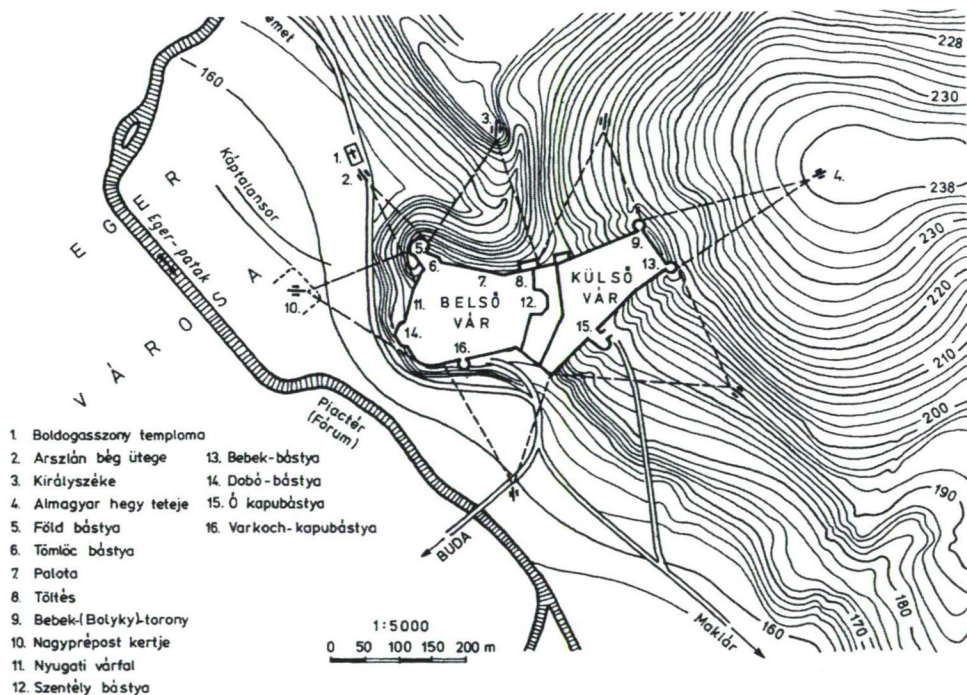 160
228
230
238
230
220
210
200
190
180
170
160
3.
1.
2.
4.
5.
6.
7.
8.
9.
10.
11.
12.
13.
14.
15.
16.
Káptalansor
Eger-patak
EGER
VÁROSA
BELSŐ
VÁR
KÜLSŐ
VÁR
Piactér
(Fórum)
BUDA
Maklár
1. Boldogasszony temploma
2. Arszlán bég ütege
3. Királyszéke
4. Almagyar hegy teteje
5. Föld bástya
6. Tömlöc bástya
7. Palota
8. Töltés
9. Bebek-(Bolyky)-torony
10. Nagyprépost kertje
11. Nyugati várfal
12. Szentély bástya
13. Bebek-bástya
14. Dobó-bástya
15. Ó kapubástya
16. Varkoch-kapubástya
1:5000
0 50 100 200 m